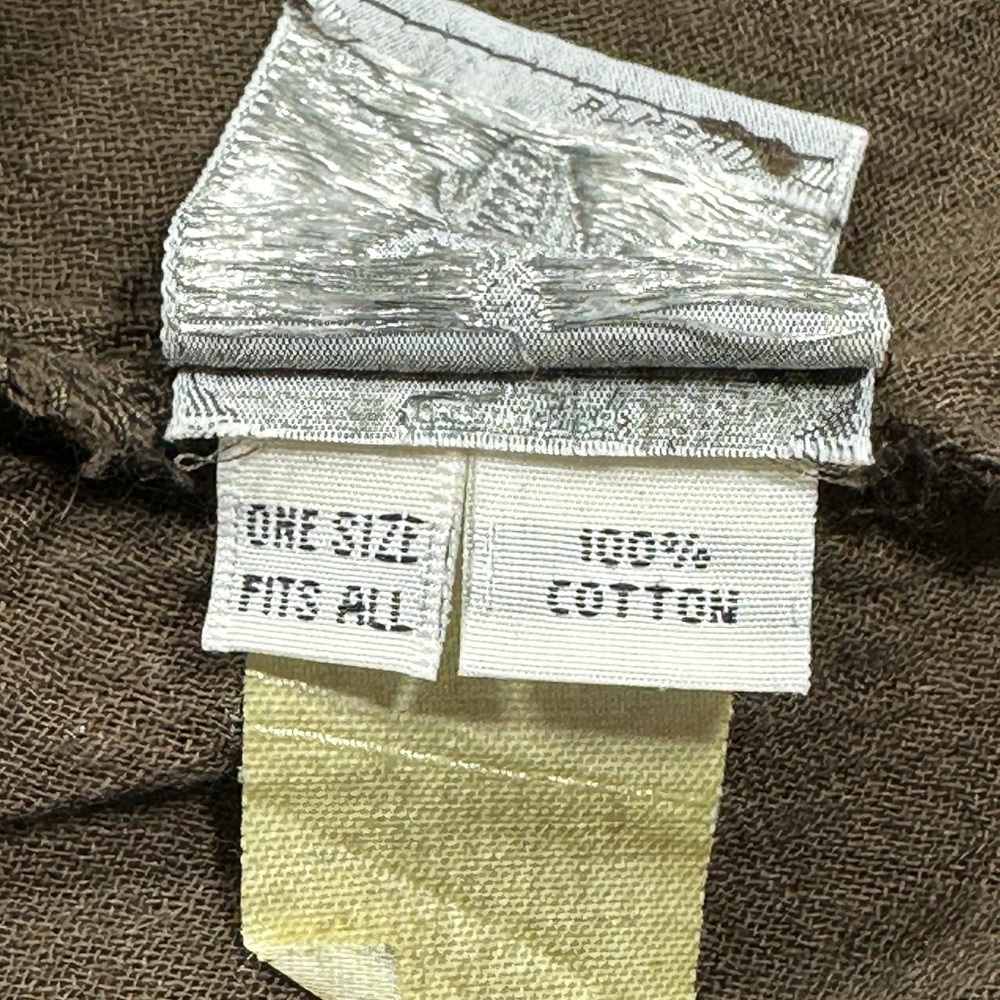 ONE SIZE
FITS ALL
100%
COTTON